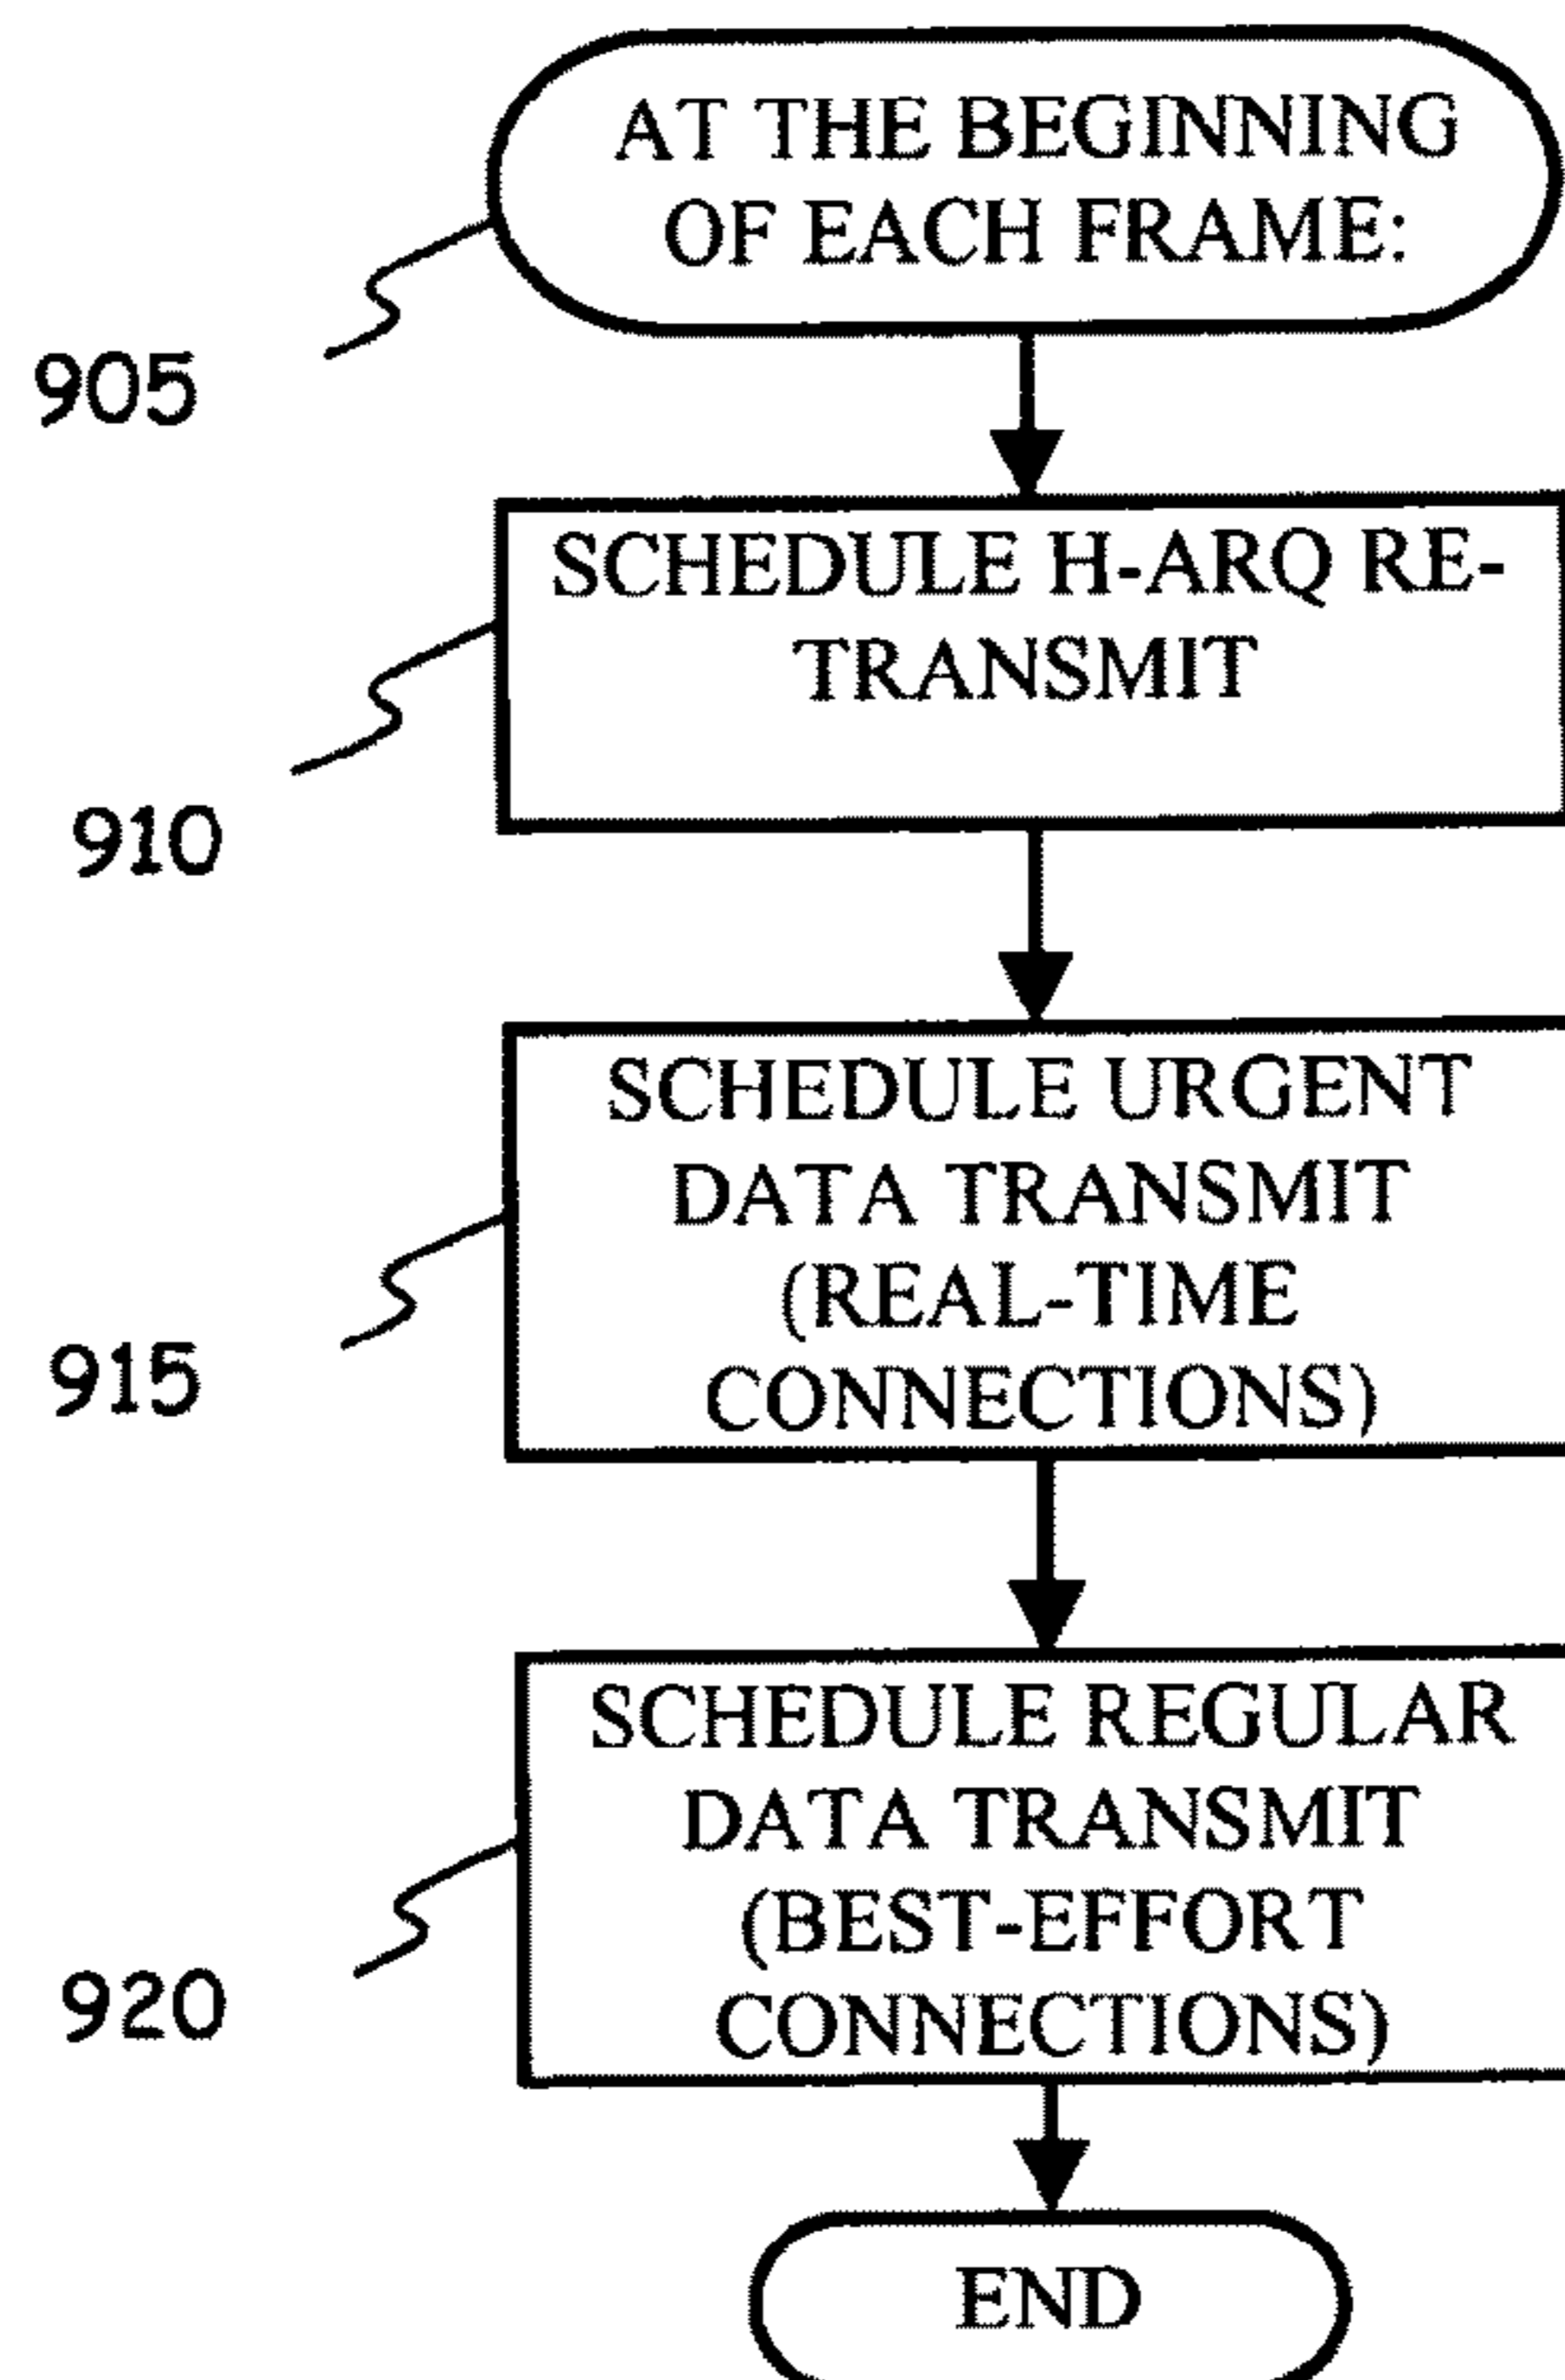 AT THE BEGINNING
OF EACH FRAME:
905
SCHEDULE H-ARQ RE-
TRANSMIT
910
SCHEDULE URGENT
DATA TRANSMIT
(REAL-TIME
CONNECTIONS)
915
SCHEDULE REGULAR
DATA TRANSMIT
(BEST-EFFORT
CONNECTIONS)
920
END